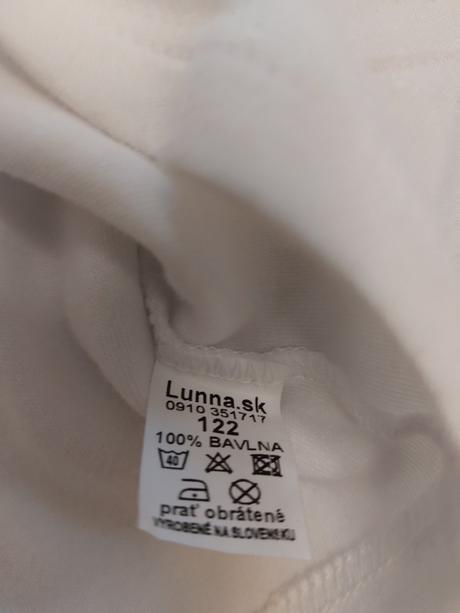 Lunna.sk
0910 351717
122
100% BAVLNA
40
prať obrátené
VYROBENÉ NA SLOVENSKU